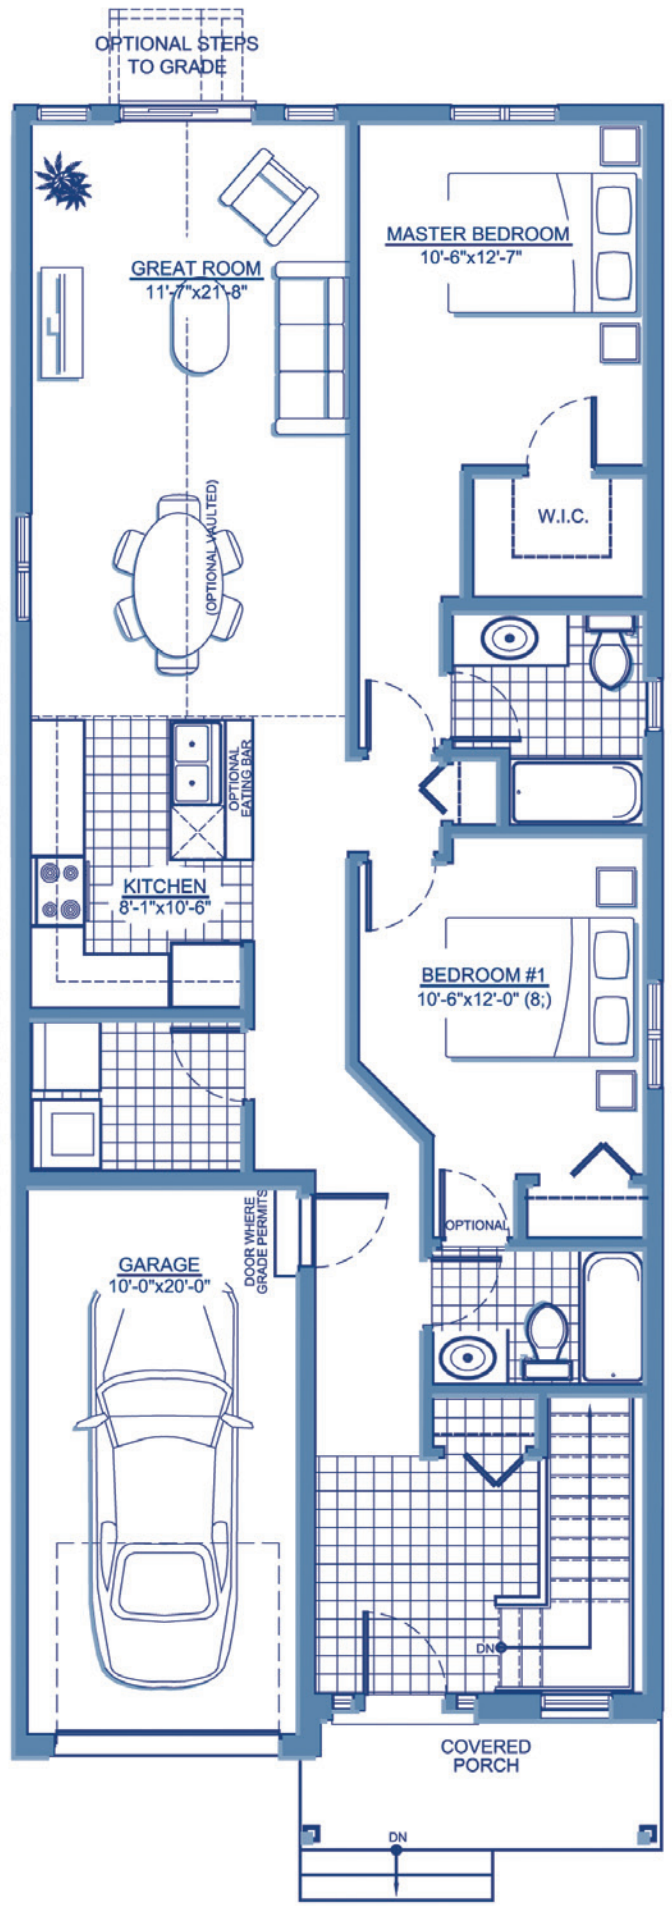 OPTIONAL STEPS
TO GRADE
MASTER BEDROOM
10'-6"x12'-7"
GREAT ROOM
11'-7"x21'-8"
W.I.C.
(OPTIONAL VAULTED)
OPTIONAL
EATING BAR
KITCHEN
8'-1"x10'-6"
BEDROOM #1
10'-6"x12'-0" (8;)
DOOR WHERE
GRADE PERMITS
OPTIONAL
GARAGE
10'-0"x20'-0"
DN
COVERED
PORCH
DN